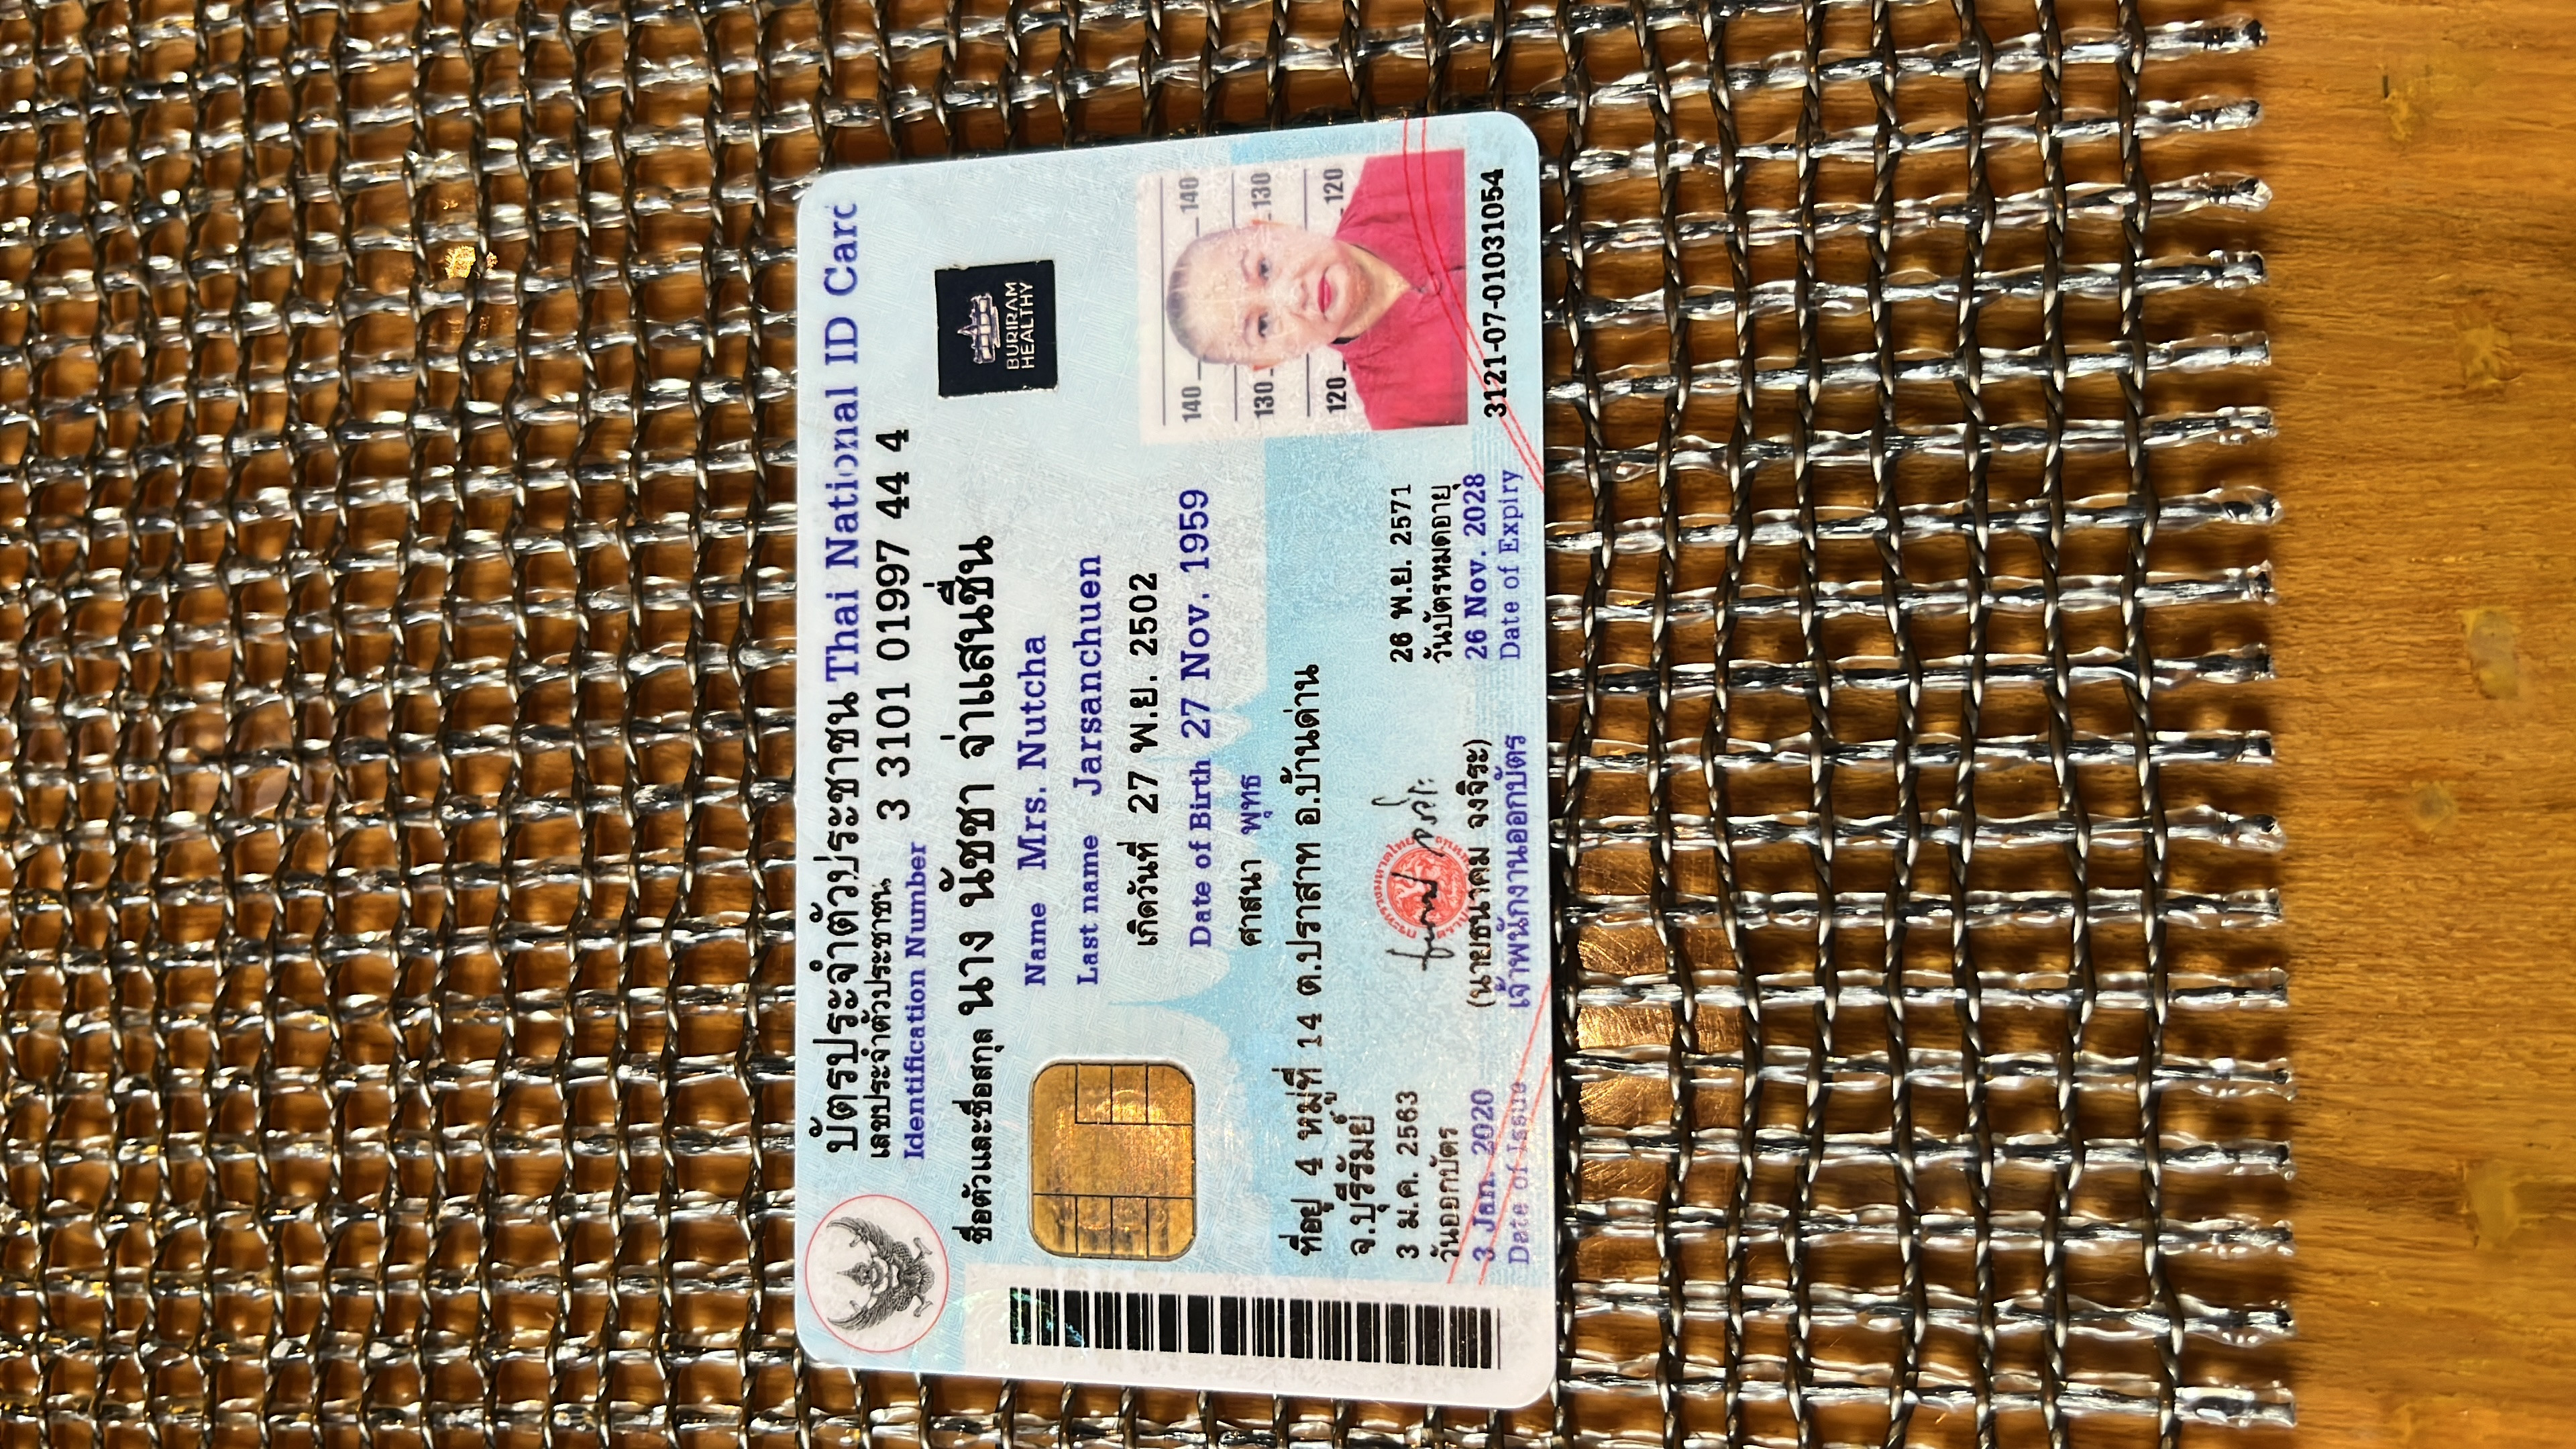 บัตรประจำตัวประชาชน Thai National ID Card
เลขประจำตัวประชาชน
Identification Number
3 3101 01997 44 4
ชื่อตัวและชื่อสกุล นาง นัชชา จ่าแสนชื่น
Name Mrs. Nutcha
Last name Jarsanchuen
BURIRAM
HEALTHY
เกิดวันที่ 27 พ.ย. 2502
Date of Birth 27 Nov. 1959
ศาสนา พุทธ
ที่อยู่ 4 หมู่ที่ 14 ต.ปราสาท อ.บ้านด่าน
จ.บุรีรัมย์
140 140
130 130
120 120
3 ม.ค. 2563
วันออกบัตร
3 Jan. 2020
Date of Issue
(นายธนาคม จงจิระ)
เจ้าพนักงานออกบัตร
26 พ.ย. 2571
วันบัตรหมดอายุ
26 Nov. 2028
Date of Expiry
3121-07-01031054